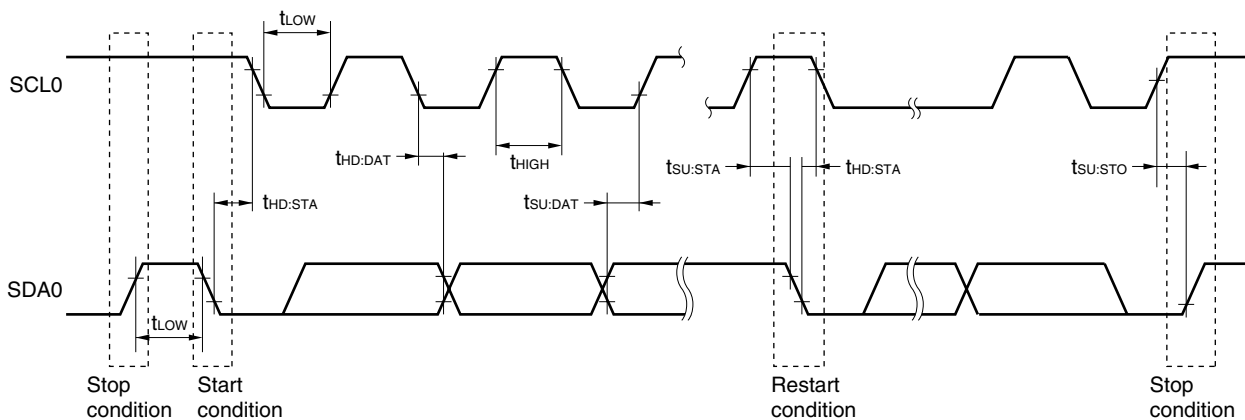 tLOW
SCL0
tHD:DAT
tHIGH
tSU:STA
tHD:STA
tSU:STO
tHD:STA
tSU:DAT
SDA0
tLOW
Stop
condition
Start
condition
Restart
condition
Stop
condition